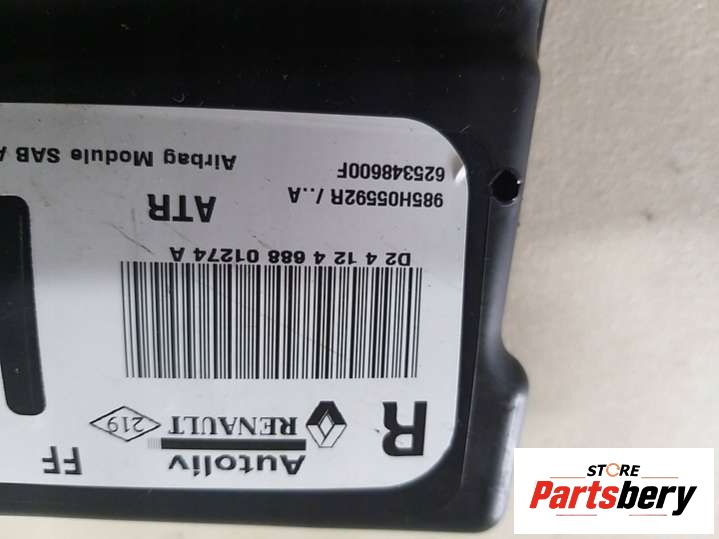 Autoliv FF
R RENAULT 219
D2 4 12 4 688 01274 A
985H05592R /..A ATR
625348600F
Airbag Module SAB
STORE
Partsbery